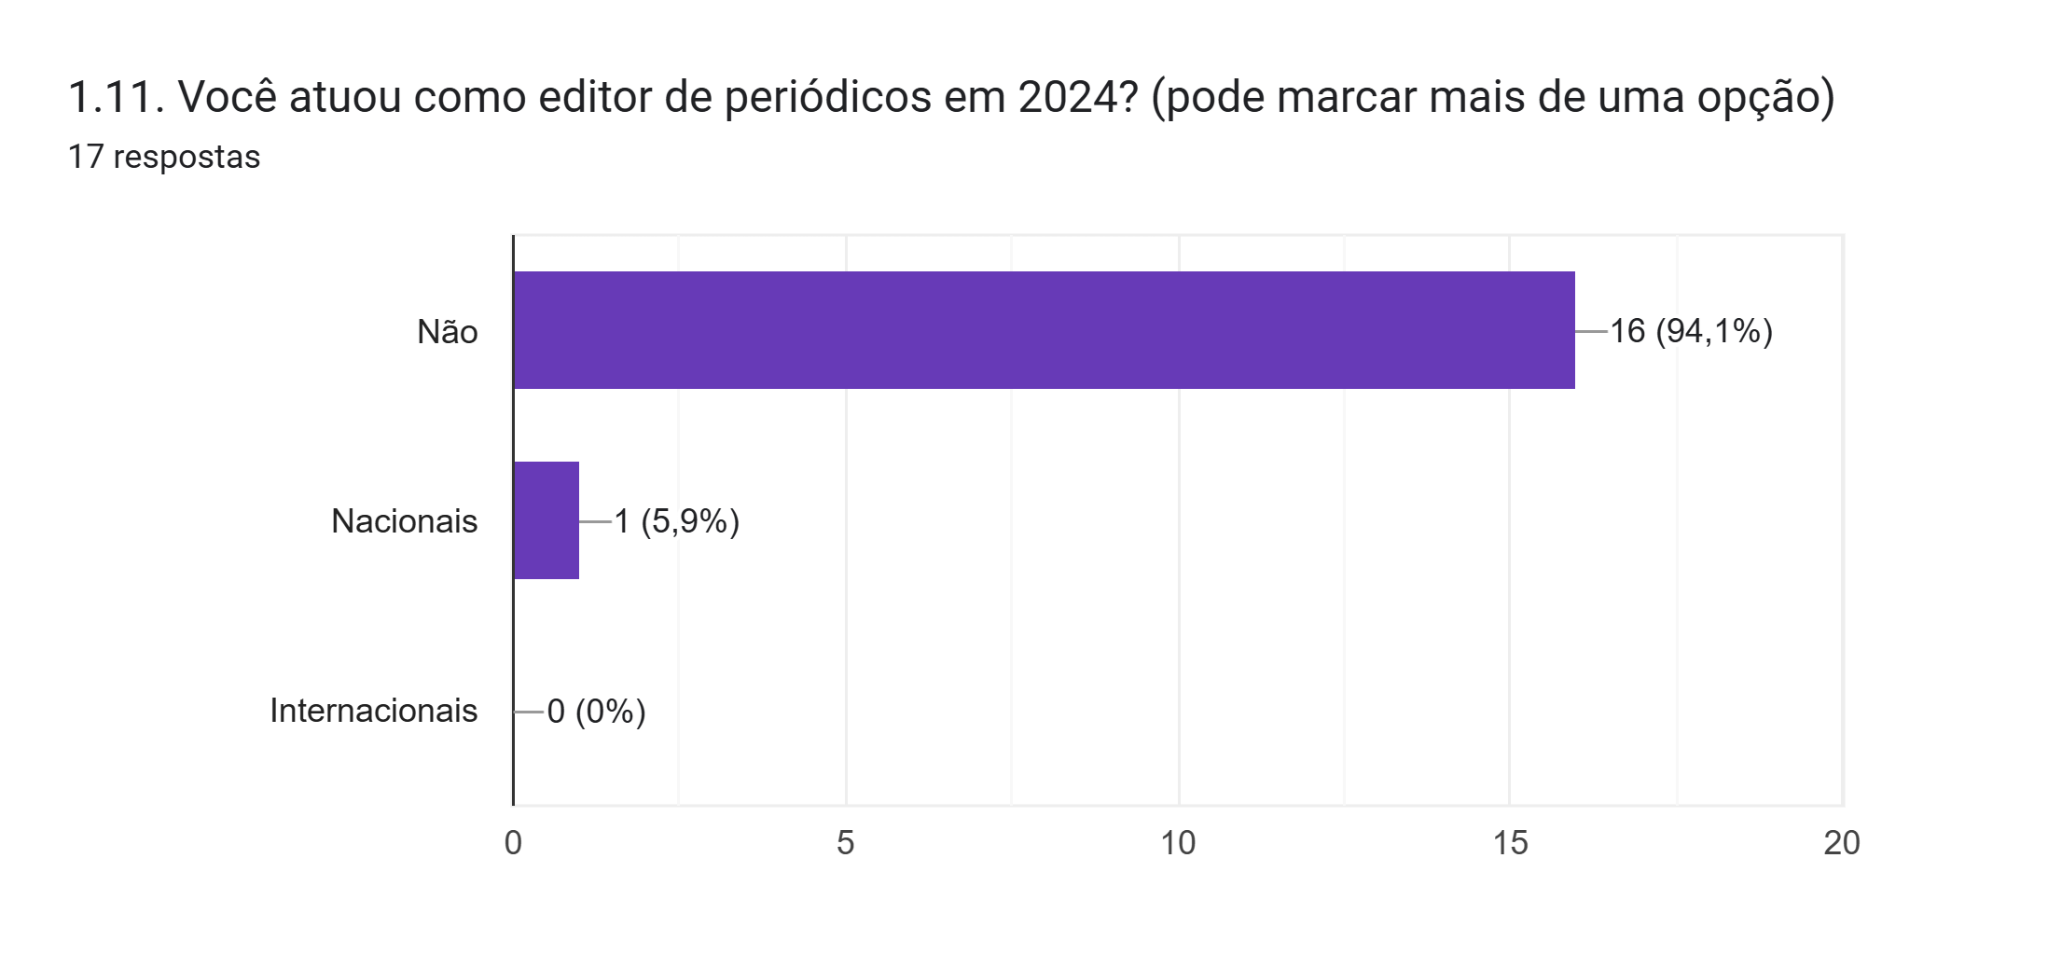 1.11. Você atuou como editor de periódicos em 2024? (pode marcar mais de uma opção)
17 respostas
Não
16 (94,1%)
Nacionais
1 (5,9%)
Internacionais
0 (0%)
0 5 10 15 20